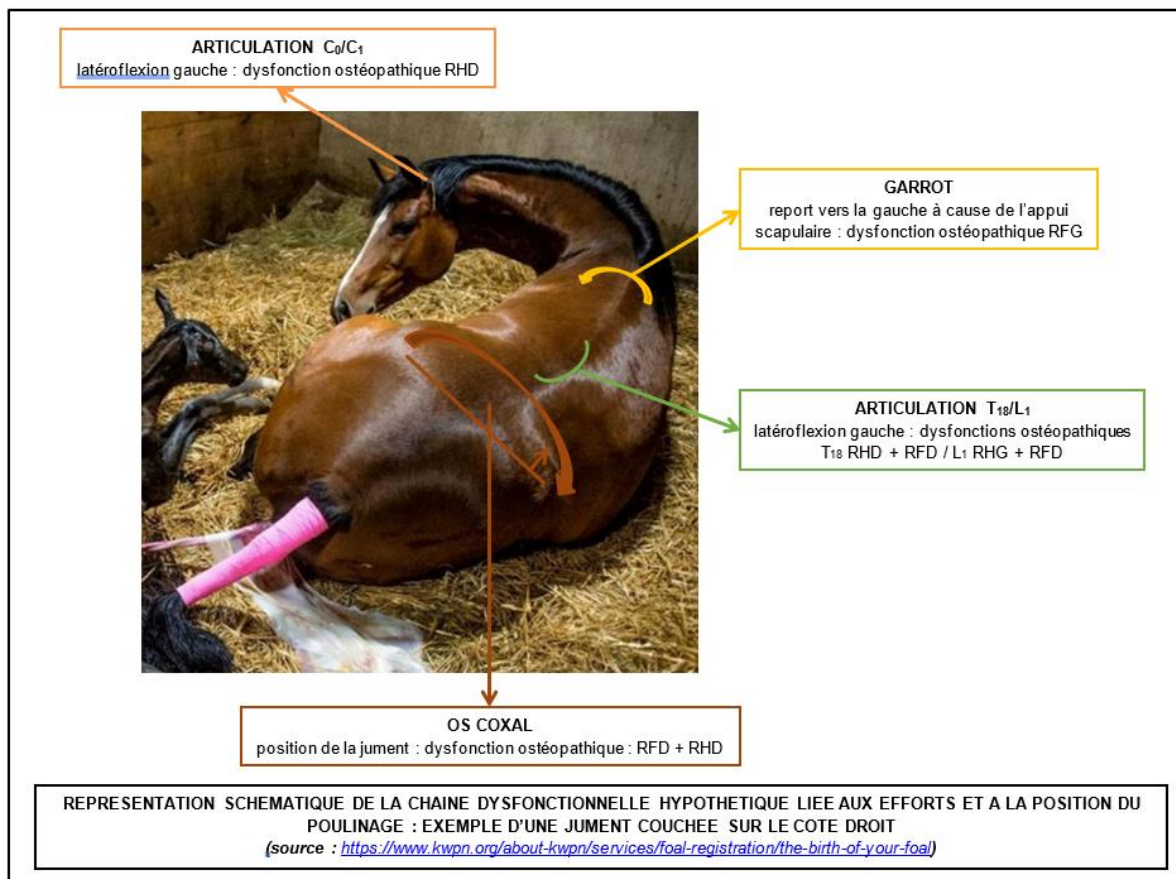 ARTICULATION C₀/C₁
latéroflexion gauche : dysfonction ostéopathique RHD
GARROT
report vers la gauche à cause de l'appui
scapulaire : dysfonction ostéopathique RFG
ARTICULATION T₁₈/L₁
latéroflexion gauche : dysfonctions ostéopathiques
T₁₈ RHD + RFD / L₁ RHG + RFD
OS COXAL
position de la jument : dysfonction ostéopathique : RFD + RHD
REPRESENTATION SCHEMATIQUE DE LA CHAINE DYSFONCTIONNELLE HYPOTHETIQUE LIEE AUX EFFORTS ET A LA POSITION DU
POULINAGE : EXEMPLE D'UNE JUMENT COUCHEE SUR LE COTE DROIT
(source : https://www.kwpn.org/about-kwpn/services/foal-registration/the-birth-of-your-foal)